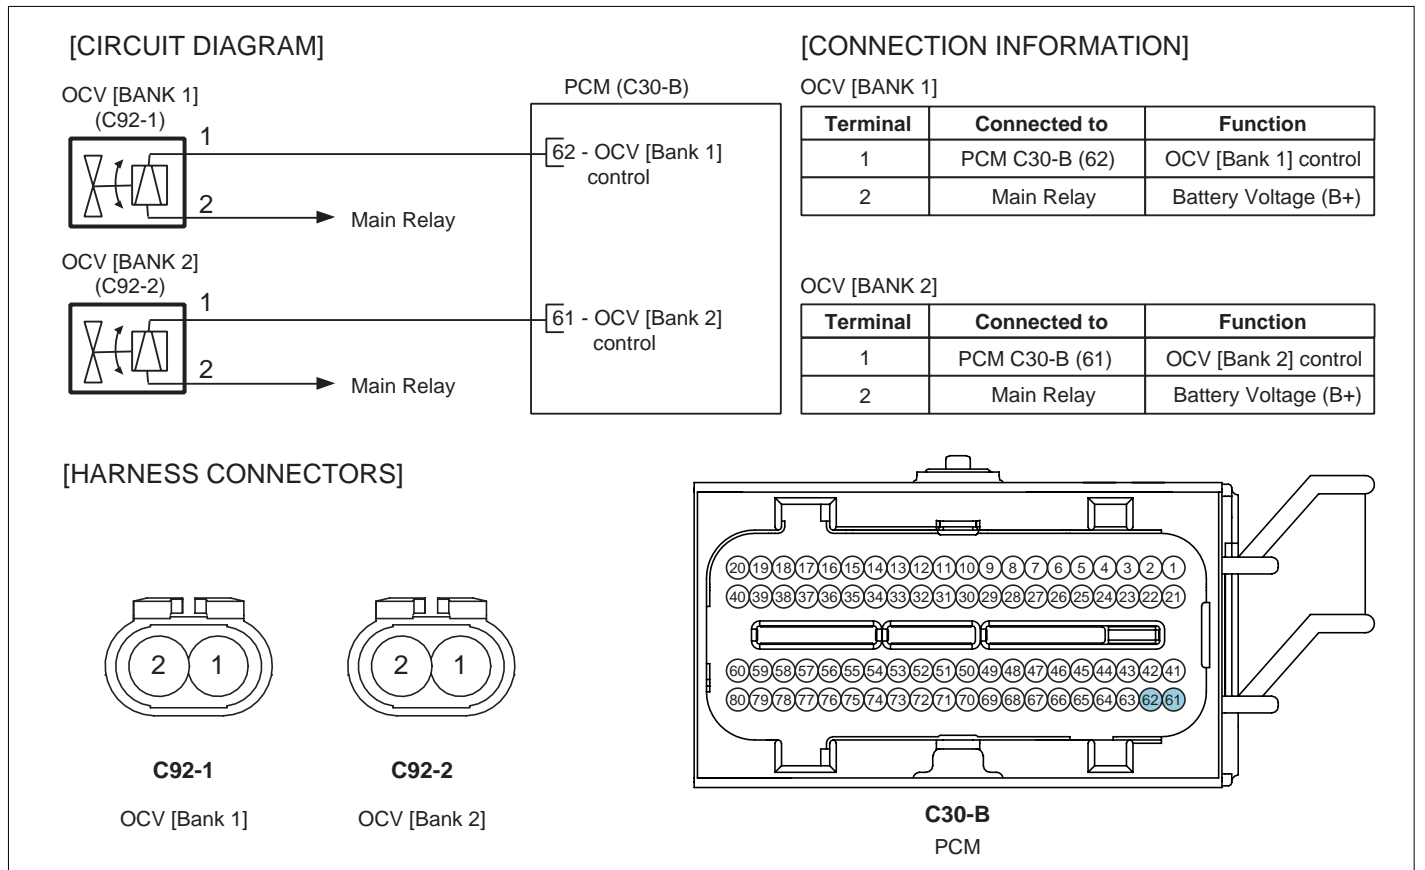 [CIRCUIT DIAGRAM]
OCV [BANK 1]
(C92-1)
1
2
Main Relay
PCM (C30-B)
62 - OCV [Bank 1]
control
OCV [BANK 2]
(C92-2)
1
2
Main Relay
61 - OCV [Bank 2]
control
[CONNECTION INFORMATION]
OCV [BANK 1]
Terminal Connected to Function
1 PCM C30-B (62) OCV [Bank 1] control
2 Main Relay Battery Voltage (B+)
OCV [BANK 2]
Terminal Connected to Function
1 PCM C30-B (61) OCV [Bank 2] control
2 Main Relay Battery Voltage (B+)
[HARNESS CONNECTORS]
2 1
C92-1
OCV [Bank 1]
2 1
C92-2
OCV [Bank 2]
20 19 18 17 16 15 14 13 12 11 10 9 8 7 6 5 4 3 2 1
40 39 38 37 36 35 34 33 32 31 30 29 28 27 26 25 24 23 22 21
60 59 58 57 56 55 54 53 52 51 50 49 48 47 46 45 44 43 42 41
80 79 78 77 76 75 74 73 72 71 70 69 68 67 66 65 64 63 62 61
C30-B
PCM